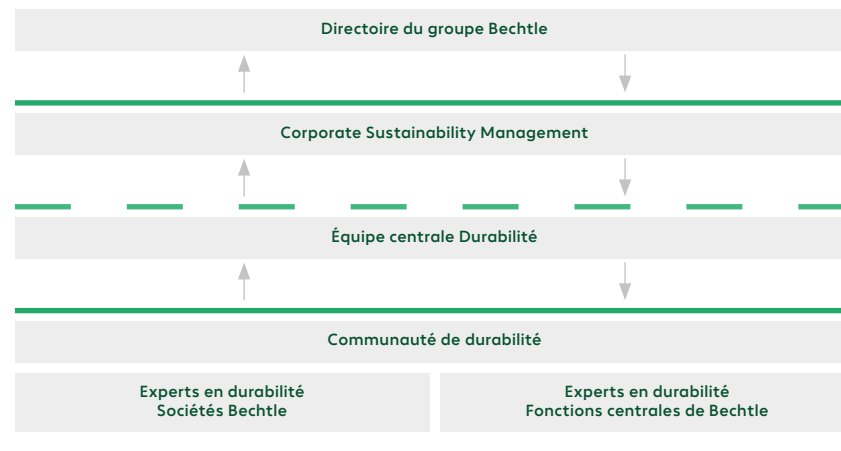 Directoire du groupe Bechtle
Corporate Sustainability Management
Équipe centrale Durabilité
Communauté de durabilité
Experts en durabilité
Sociétés Bechtle
Experts en durabilité
Fonctions centrales de Bechtle